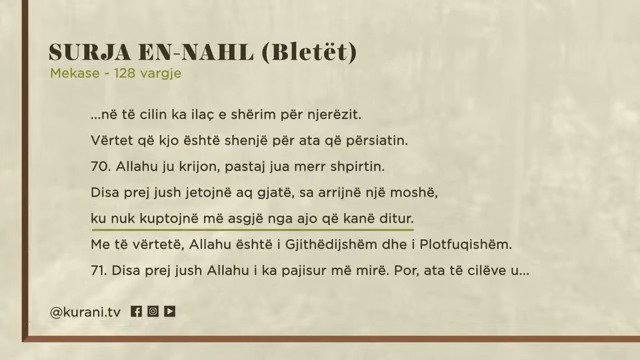 SURJA EN-NAHL (Bletët)
Mekase - 128 vargje
...në të cilin ka ilaç e shërim për njerëzit.
Vërtet që kjo është shenjë për ata që përsiatin.
70. Allahu ju krijon, pastaj jua merr shpirtin.
Disa prej jush jetojnë aq gjatë, sa arrijnë një moshë,
ku nuk kuptojnë më asgjë nga ajo që kanë ditur.
Me të vërtetë, Allahu është i Gjithëdijshëm dhe i Plotfuqishëm.
71. Disa prej jush Allahu i ka pajisur më mirë. Por, ata të cilëve u...
@kurani.tv